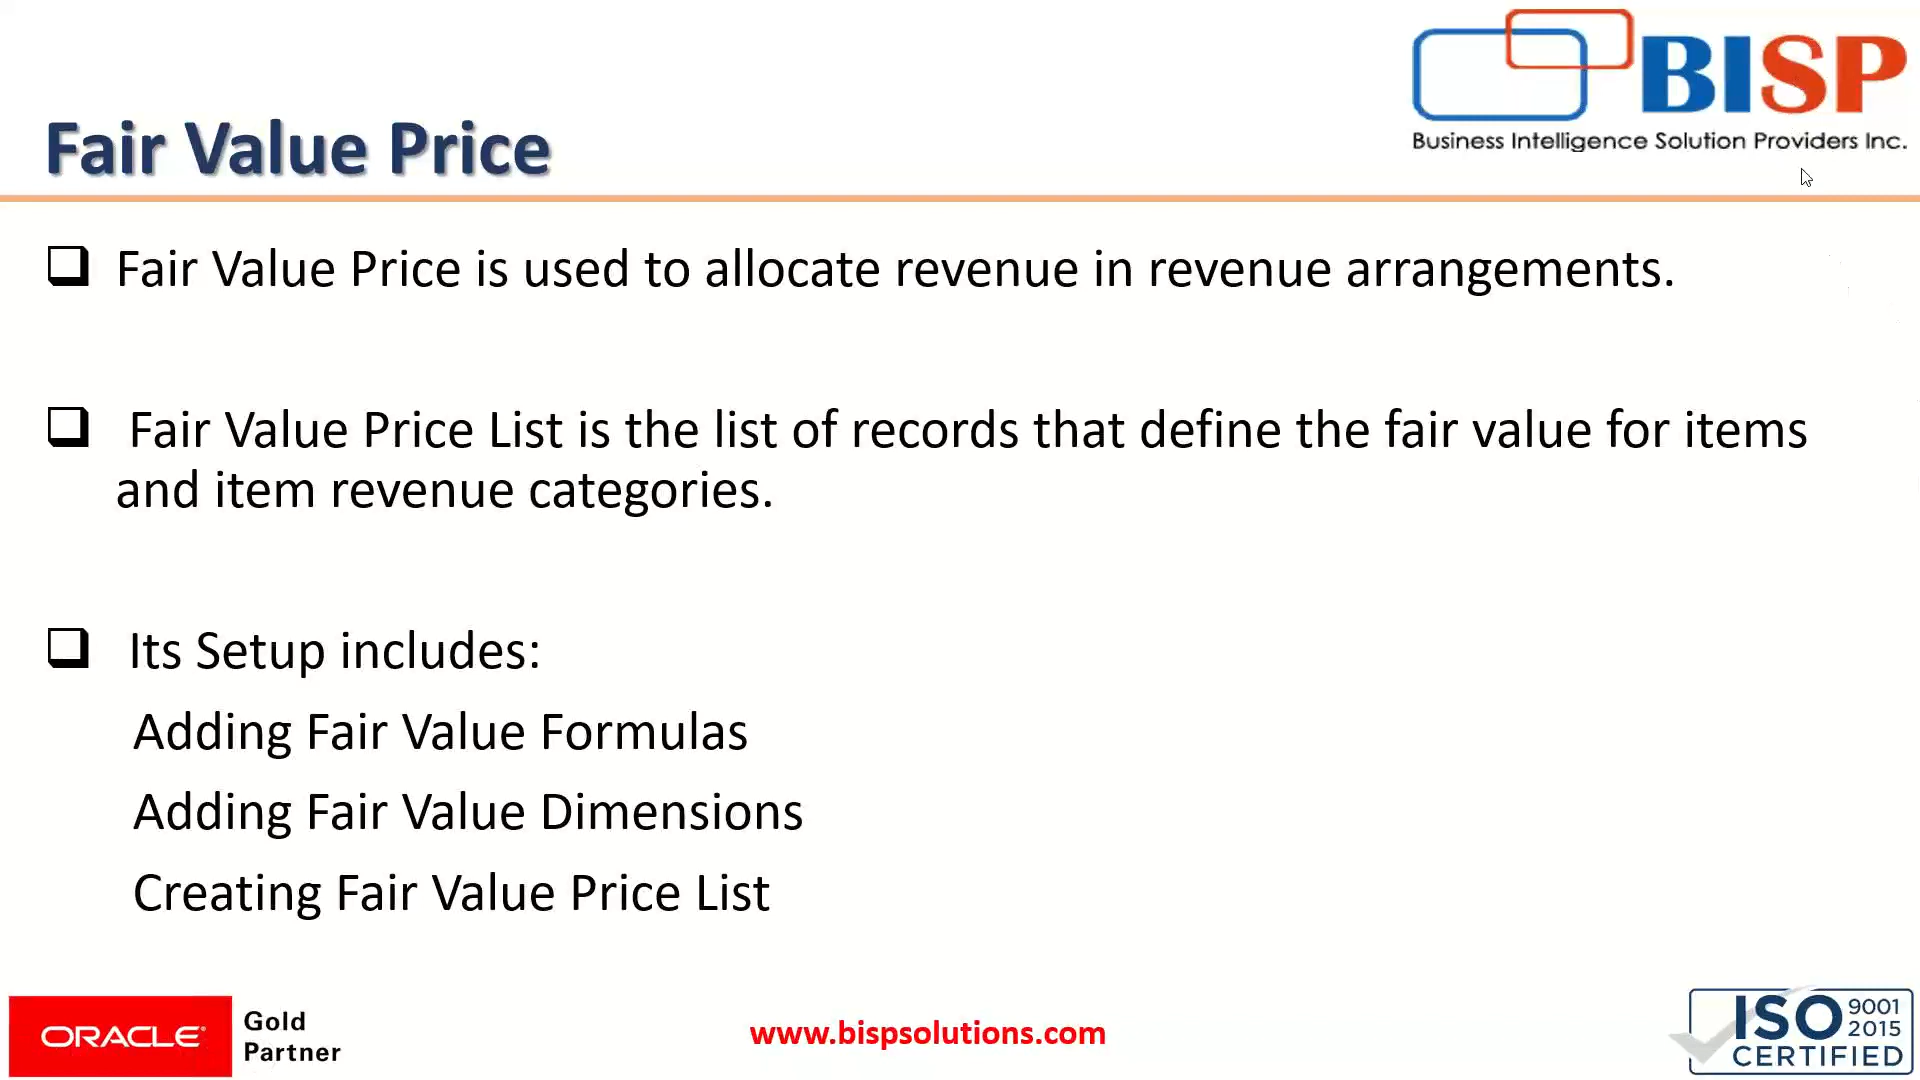 BISP
Business Intelligence Solution Providers Inc.
Fair Value Price
Fair Value Price is used to allocate revenue in revenue arrangements.
Fair Value Price List is the list of records that define the fair value for items
and item revenue categories.
Its Setup includes:
Adding Fair Value Formulas
Adding Fair Value Dimensions
Creating Fair Value Price List
ORACLE®
Gold
Partner
www.bispsolutions.com
ISO 9001
2015
CERTIFIED